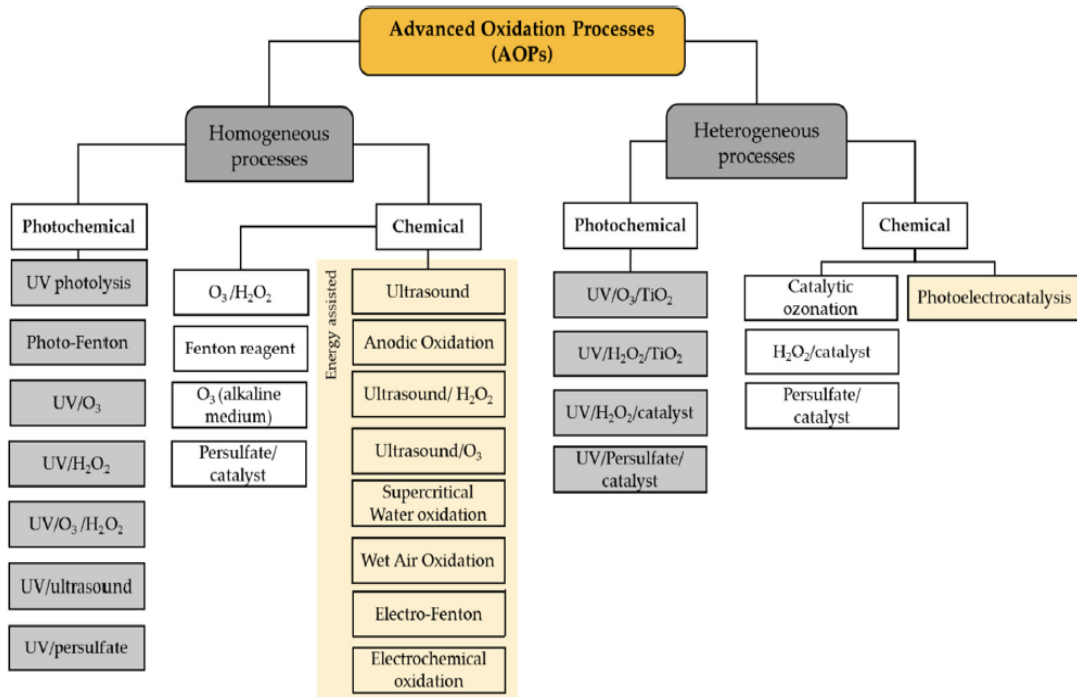 Advanced Oxidation Processes
(AOPs)
Homogeneous
processes
Heterogeneous
processes
Photochemical
UV photolysis
Photo-Fenton
UV/O₃
UV/H₂O₂
UV/O₃ /H₂O₂
UV/ultrasound
UV/persulfate
Chemical
O₃ /H₂O₂
Fenton reagent
O₃ (alkaline
medium)
Persulfate/
catalyst
Energy assisted
Ultrasound
Anodic Oxidation
Ultrasound/ H₂O₂
Ultrasound/O₃
Supercritical
Water oxidation
Wet Air Oxidation
Electro-Fenton
Electrochemical
oxidation
Photochemical
UV/O₃/TiO₂
UV/H₂O₂/TiO₂
UV/H₂O₂/catalyst
UV/Persulfate/
catalyst
Chemical
Catalytic
ozonation
H₂O₂/catalyst
Persulfate/
catalyst
Photoelectrocatalysis